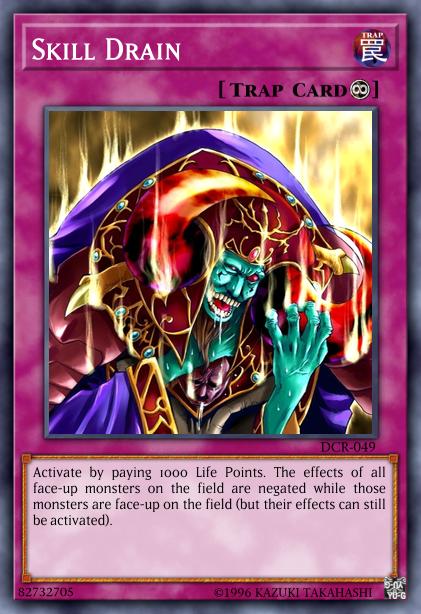 SKILL DRAIN
TRAP
罠
[TRAP CARD]
DCR-049
Activate by paying 1000 Life Points. The effects of all
face-up monsters on the field are negated while those
monsters are face-up on the field (but their effects can still
be activated).
82732705
©1996 KAZUKI TAKAHASHI